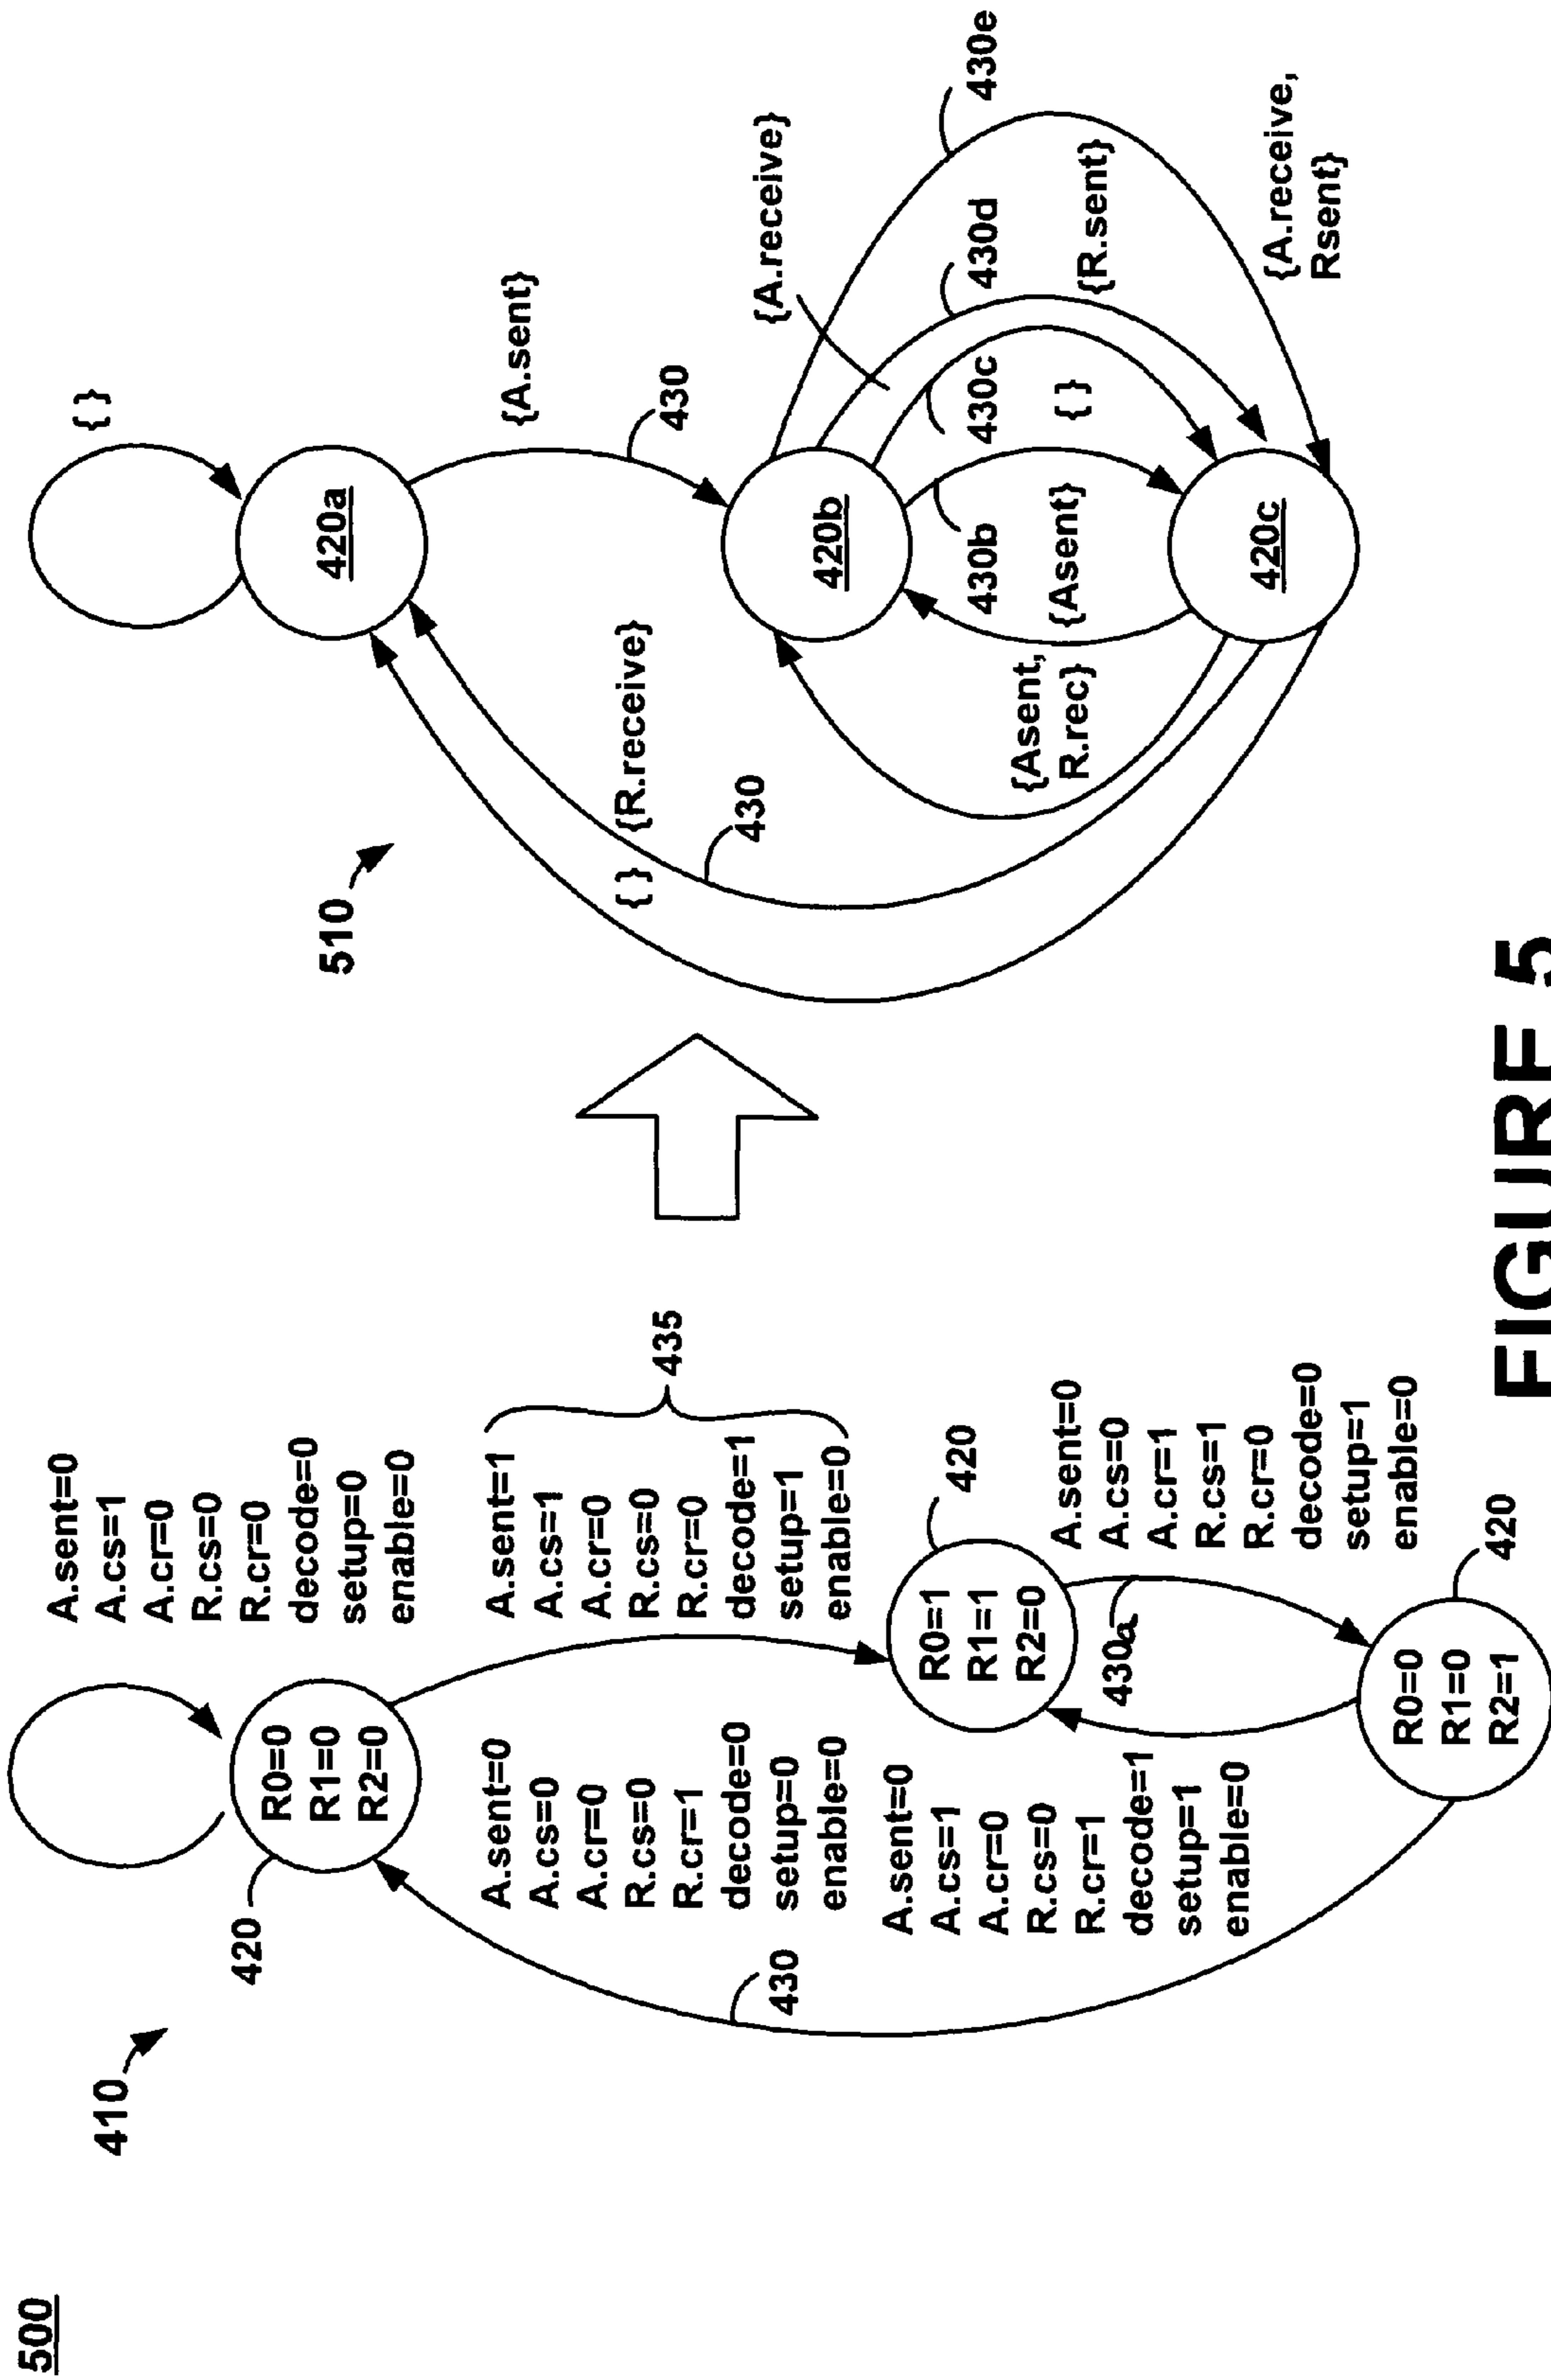 500
410
A.sent=0
A.cs=1
A.cr=0
R.cs=0
R.cr=0
decode=0
setup=0
enable=0
R0=0
R1=0
R2=0
420
A.sent=1
A.cs=1
A.cr=0
R.cs=0
R.cr=0
decode=1
setup=1
enable=0
435
A.sent=0
A.cs=0
A.cr=0
R.cs=0
R.cr=1
decode=0
setup=0
enable=0
430
420
R0=1
R1=1
R2=0
A.sent=0
A.cs=1
A.cr=0
R.cs=0
R.cr=1
decode=1
setup=1
enable=0
430a
A.sent=0
A.cs=0
A.cr=1
R.cs=1
R.cr=0
decode=0
setup=1
enable=0
R0=0
R1=0
R2=1
420
510
{ }
420a
{A.sent}
430
{ } {R.receive}
430
{A.receive}
430e
420b
430d
{R.sent}
430c
{ }
430b
{Asent}
{Asent,
R.rec}
{A.receive,
Rsent}
420c
FIGURE 5